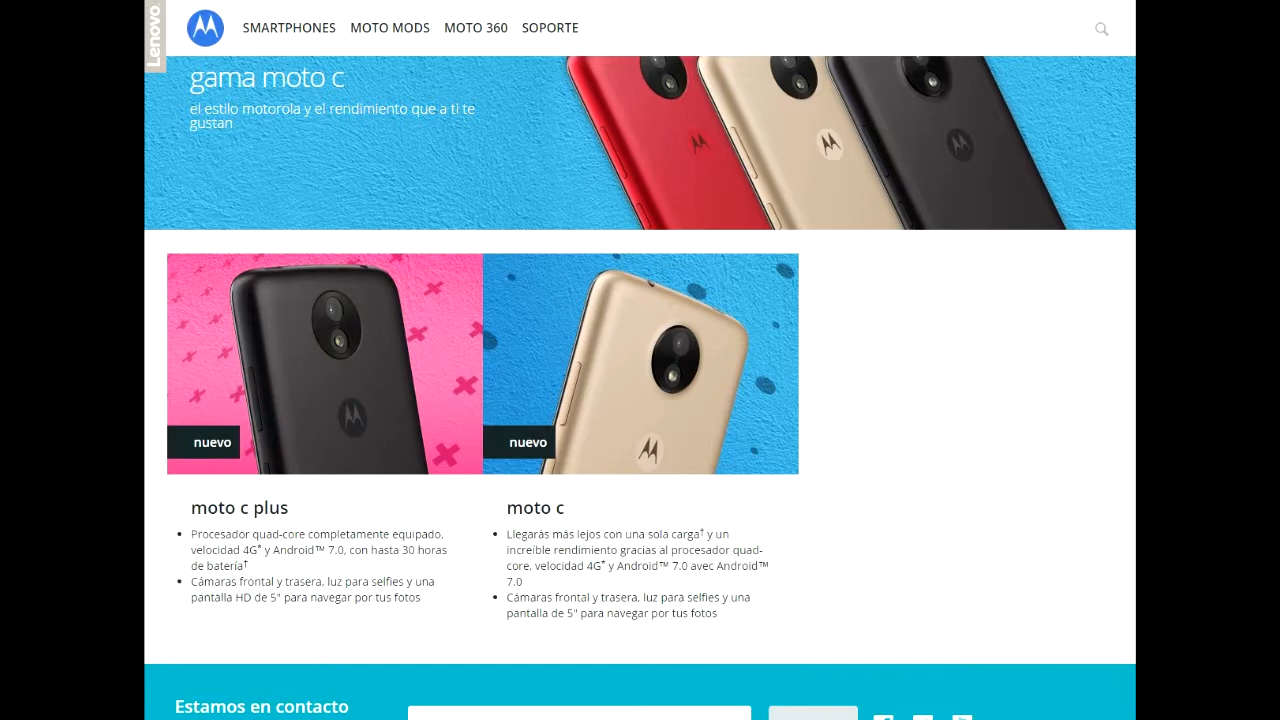 Lenovo
SMARTPHONES MOTO MODS MOTO 360 SOPORTE
gama moto c
el estilo motorola y el rendimiento que a ti te
gustan
nuevo
nuevo
moto c plus
Procesador quad-core completamente equipado,
velocidad 4G* y Android™ 7.0, con hasta 30 horas
de batería†
Cámaras frontal y trasera, luz para selfies y una
pantalla HD de 5" para navegar por tus fotos
moto c
Llegarás más lejos con una sola carga† y un
increíble rendimiento gracias al procesador quad-
core, velocidad 4G* y Android™ 7.0 avec Android™
7.0
Cámaras frontal y trasera, luz para selfies y una
pantalla de 5" para navegar por tus fotos
Estamos en contacto